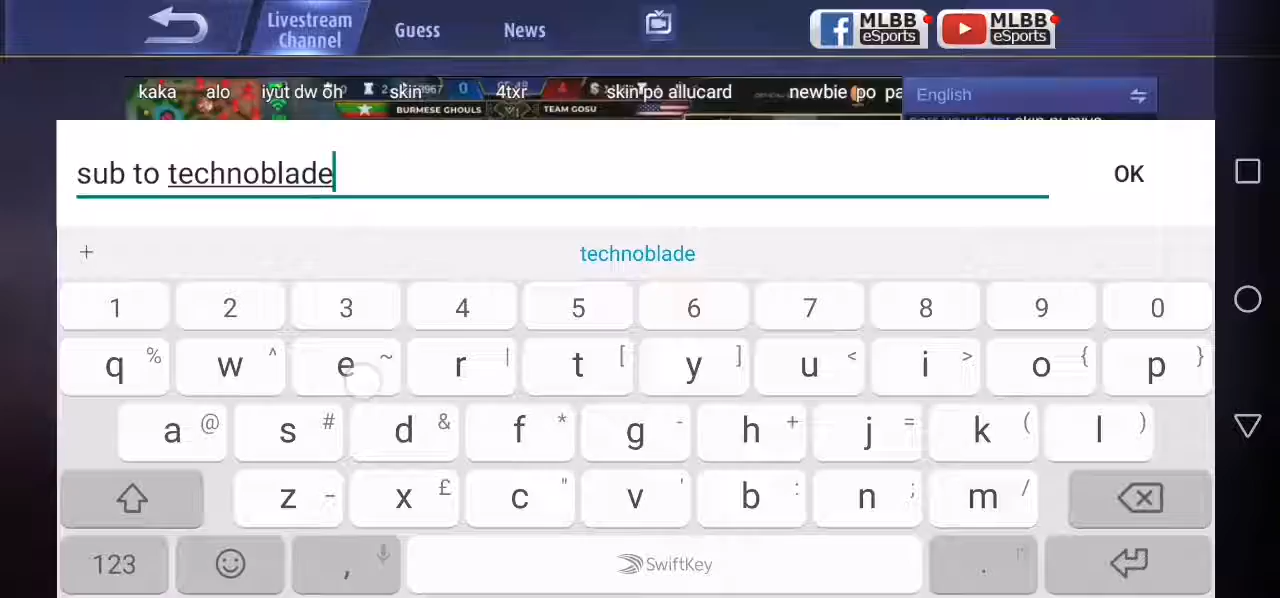 Livestream
Channel
Guess
News
MLBB
eSports
MLBB
eSports
kaka
alo
iyut dw ôh
skin
4txr
skin po allucard
newbie po
BURMESE GHOULS
TEAM GOSU
English
sub to technoblade
OK
+
technoblade
1 2 3 4 5 6 7 8 9 0
q % w ^ e ~ r | t [ y ] u < i > o { p }
a @ s # d & f * g - h + j = k ( l )
z _ x £ c " v ' b : n ; m /
123 , SwiftKey .